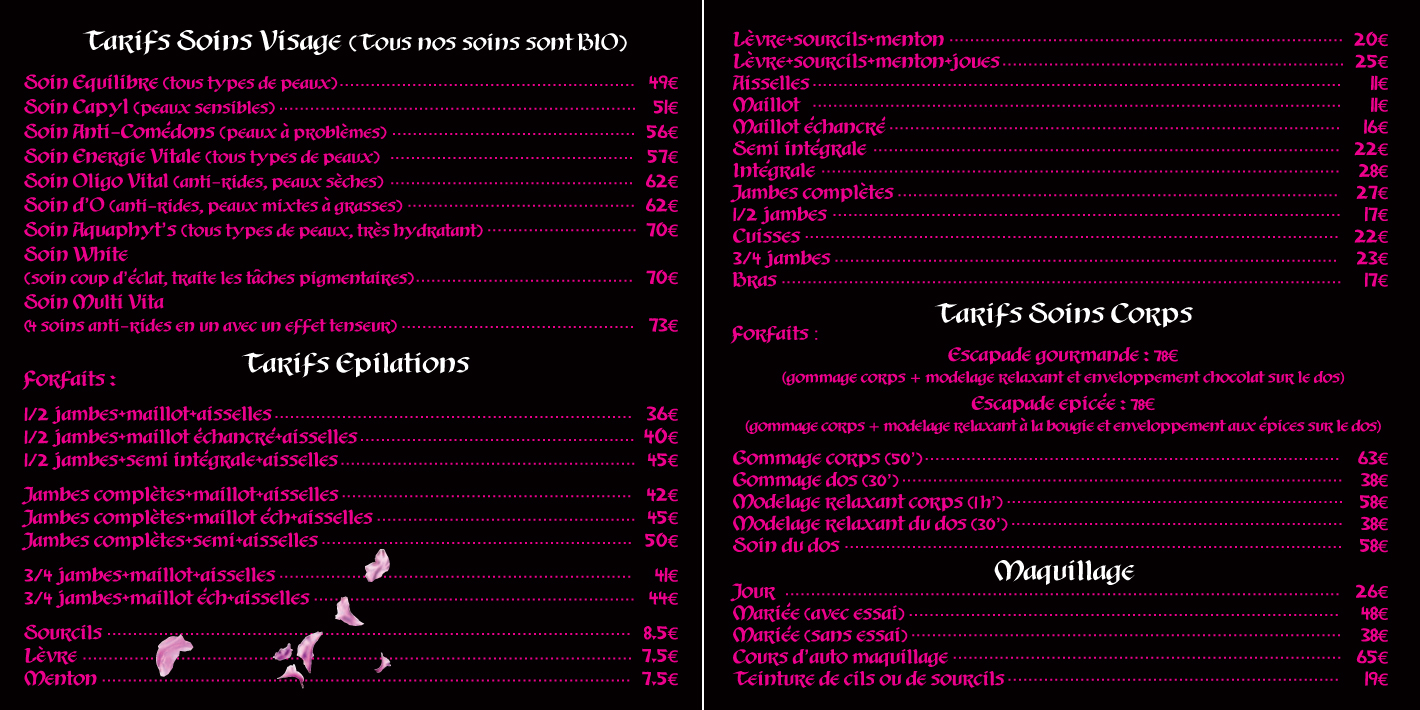 Tarifs Soins Visage (Tous nos soins sont BIO)
Soin Equilibre (tous types de peaux) 49€
Soin Capyl (peaux sensibles) 51€
Soin Anti-Comédons (peaux à problèmes) 56€
Soin Energie Vitale (tous types de peaux) 57€
Soin Oligo Vital (anti-rides, peaux sèches) 62€
Soin d'O (anti-rides, peaux mixtes à grasses) 62€
Soin Aquaphyt's (tous types de peaux, très hydratant) 70€
Soin White
(soin coup d'éclat, traite les tâches pigmentaires) 70€
Soin Multi Vita
(4 soins anti-rides en un avec un effet tenseur) 73€
Tarifs Epilations
Forfaits :
1/2 jambes+maillot+aisselles 36€
1/2 jambes+maillot échancré+aisselles 40€
1/2 jambes+semi intégrale+aisselles 45€
Jambes complètes+maillot+aisselles 42€
Jambes complètes+maillot éch+aisselles 45€
Jambes complètes+semi+aisselles 50€
3/4 jambes+maillot+aisselles 41€
3/4 jambes+maillot éch+aisselles 44€
Sourcils 8.5€
Lèvre 7.5€
Menton 7.5€
Lèvre+sourcils+menton 20€
Lèvre+sourcils+menton+joues 25€
Aisselles 11€
Maillot 11€
Maillot échancré 16€
Semi intégrale 22€
Intégrale 28€
Jambes complètes 27€
1/2 jambes 17€
Cuisses 22€
3/4 jambes 23€
Bras 17€
Tarifs Soins Corps
Forfaits :
Escapade gourmande : 78€
(gommage corps + modelage relaxant et enveloppement chocolat sur le dos)
Escapade epicée : 78€
(gommage corps + modelage relaxant à la bougie et enveloppement aux épices sur le dos)
Gommage corps (50') 63€
Gommage dos (30') 38€
Modelage relaxant corps (1h') 58€
Modelage relaxant du dos (30') 38€
Soin du dos 58€
Maquillage
Jour 26€
Mariée (avec essai) 48€
Mariée (sans essai) 38€
Cours d'auto maquillage 65€
Teinture de cils ou de sourcils 19€